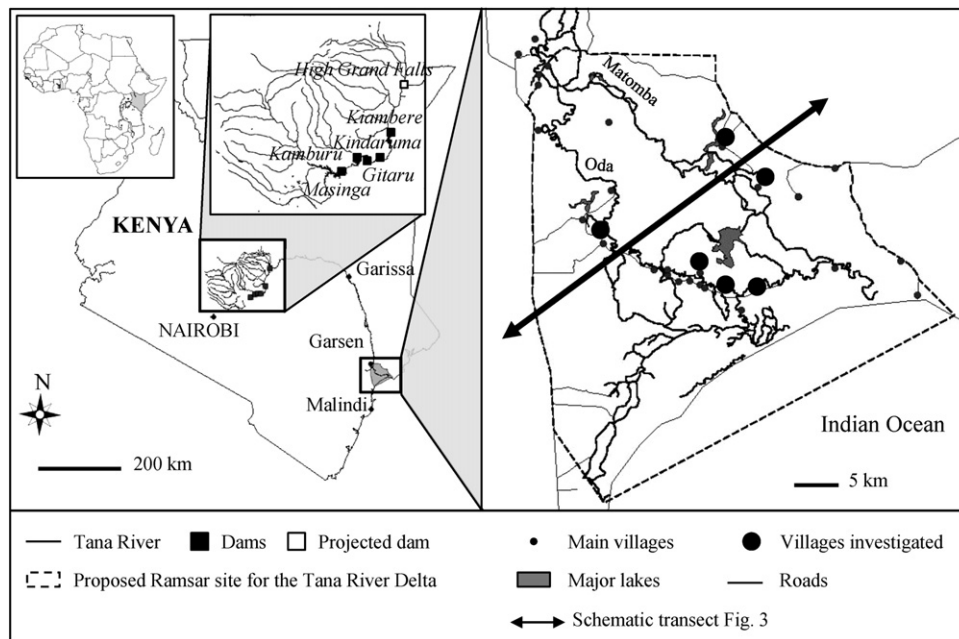 High Grand Falls
Kiambere
Kindaruma
Kamburu
Gitaru
Masinga
KENYA
Garissa
NAIROBI
Garsen
Malindi
N
200 km
Matomba
Oda
Indian Ocean
5 km
Tana River
Dams
Projected dam
Proposed Ramsar site for the Tana River Delta
Main villages
Villages investigated
Major lakes
Roads
Schematic transect Fig. 3